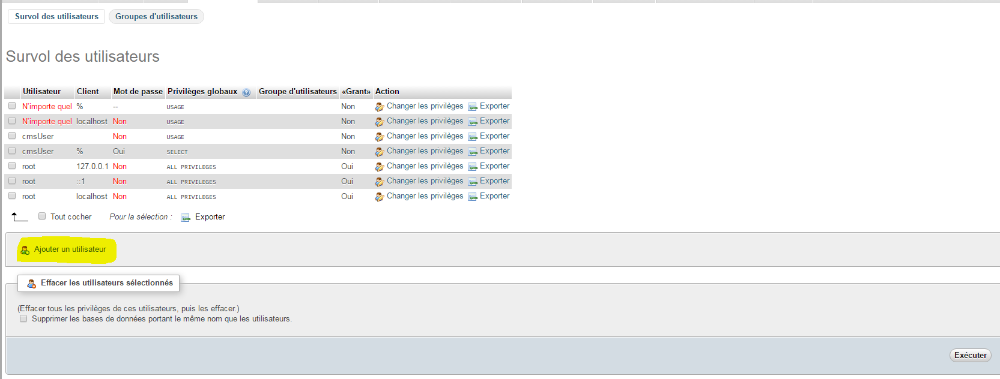 Survol des utilisateurs Groupes d'utilisateurs
Survol des utilisateurs
Utilisateur Client Mot de passe Privilèges globaux Groupe d'utilisateurs «Grant» Action
N'importe quel % -- USAGE Non Changer les privilèges Exporter
N'importe quel localhost Non USAGE Non Changer les privilèges Exporter
cmsUser Non USAGE Non Changer les privilèges Exporter
cmsUser % Oui SELECT Non Changer les privilèges Exporter
root 127.0.0.1 Non ALL PRIVILEGES Oui Changer les privilèges Exporter
root ::1 Non ALL PRIVILEGES Oui Changer les privilèges Exporter
root localhost Non ALL PRIVILEGES Oui Changer les privilèges Exporter
Tout cocher Pour la sélection : Exporter
Ajouter un utilisateur
Effacer les utilisateurs sélectionnés
(Effacer tous les privilèges de ces utilisateurs, puis les effacer.)
Supprimer les bases de données portant le même nom que les utilisateurs.
Exécuter